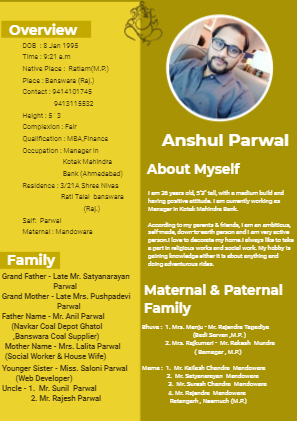 Overview
DOB : 8 Jan 1995
Time : 9:21 a.m
Native Place : Ratlam(M.P.)
Place : Banswara (Raj.)
Contact : 9414101745
9413115532
Height : 5' 3
Complexion : Fair
Qualification : MBA,Finance
Occupation : Manager in
Kotak Mahindra
Bank (Ahmedabad)
Residence : 3/21A Shree Niwas
Rati Talai banswara
(Raj.)
Self: Parwal
Maternal : Mandowara
Family
Grand Father - Late Mr. Satyanarayan
Parwal
Grand Mother - Late Mrs. Pushpadevi
Parwal
Father Name - Mr. Anil Parwal
(Navkar Coal Depot Ghatol
,Banswara Coal Supplier)
Mother Name - Mrs. Lalita Parwal
(Social Worker & House Wife)
Younger Sister - Miss. Saloni Parwal
(Web Developer)
Uncle - 1. Mr. Sunil Parwal
2. Mr. Rajesh Parwal
Anshul Parwal
About Myself
I am 26 years old, 5'3" tall, with a medium build and
having positive attitude. I am currently working as
Manager in Kotak Mahindra Bank.
According to my parents & friends, I am an ambitious,
self-made, down-to-earth person and I am very active
person.I love to decorate my home.I always like to take
a part in religious works and social work. My hobby is
gaining knowledge either it is about anything and
doing adventurous rides.
Maternal & Paternal
Family
Bhuva : 1. Mrs. Manju - Mr. Rajendra Tapadiya
(Badi Sarvan ,M.P.)
2. Mrs. Rajkumari - Mr. Rakesh Mundra
( Barnagar , M.P.)
Mama : 1. Mr. Kailash Chandra Mandowara
2. Mr. Satyanarayan Mandowara
3. Mr. Suresh Chandra Mandowara
4. Mr. Rajendra Mandowara
Ratangarh , Neemuch (M.P.)